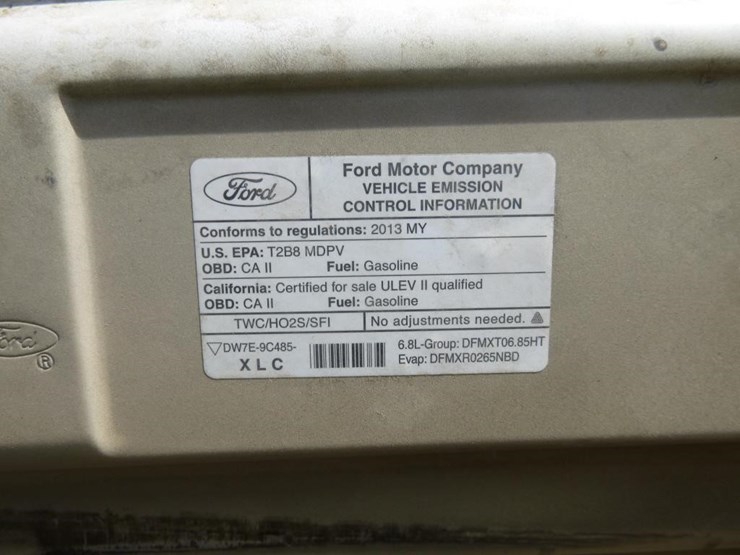 Ford
Ford Motor Company
VEHICLE EMISSION
CONTROL INFORMATION
Conforms to regulations: 2013 MY
U.S. EPA: T2B8 MDPV
OBD: CA II Fuel: Gasoline
California: Certified for sale ULEV II qualified
OBD: CA II Fuel: Gasoline
TWC/HO2S/SFI
No adjustments needed.
DW7E-9C485-
XLC
6.8L-Group: DFMXT06.85HT
Evap: DFMXR0265NBD
Ford
®